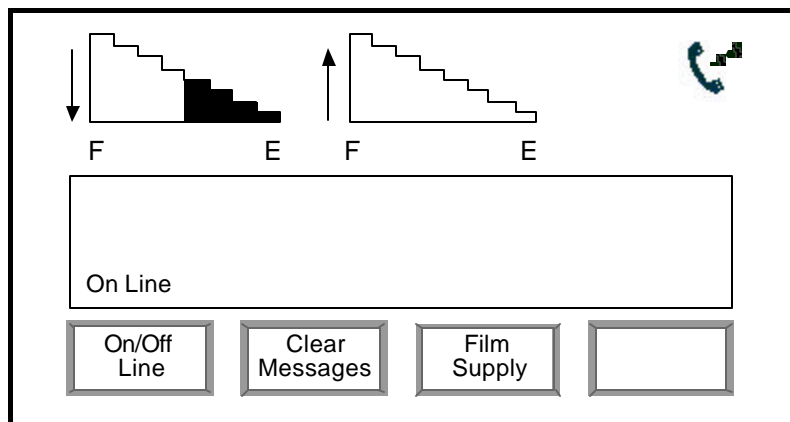 F E F E
On Line
On/Off
Line
Clear
Messages
Film
Supply